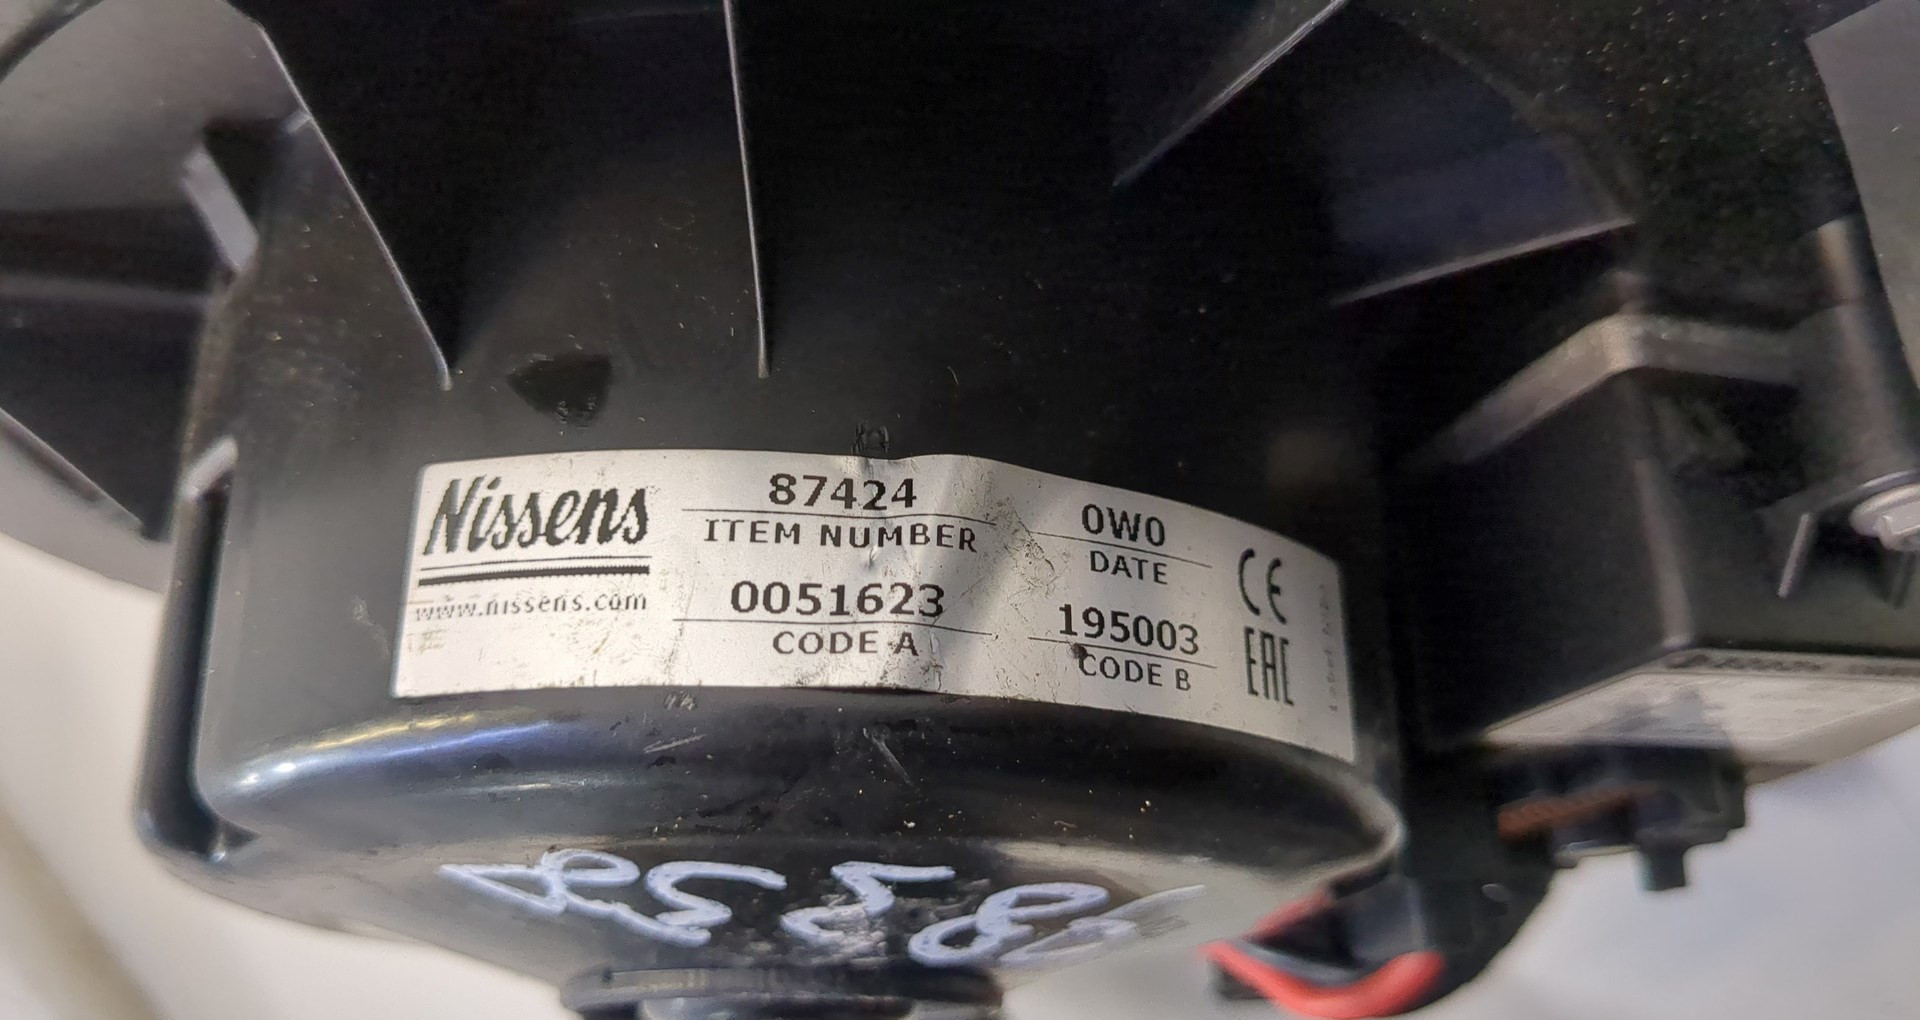 Nissens
www.nissens.com
87424
ITEM NUMBER
0051623
CODE A
0W0
DATE
195003
CODE B
CE
EAC